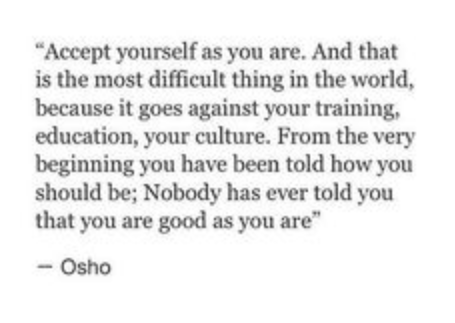 “Accept yourself as you are. And that
is the most difficult thing in the world,
because it goes against your training,
education, your culture. From the very
beginning you have been told how you
should be; Nobody has ever told you
that you are good as you are”
— Osho